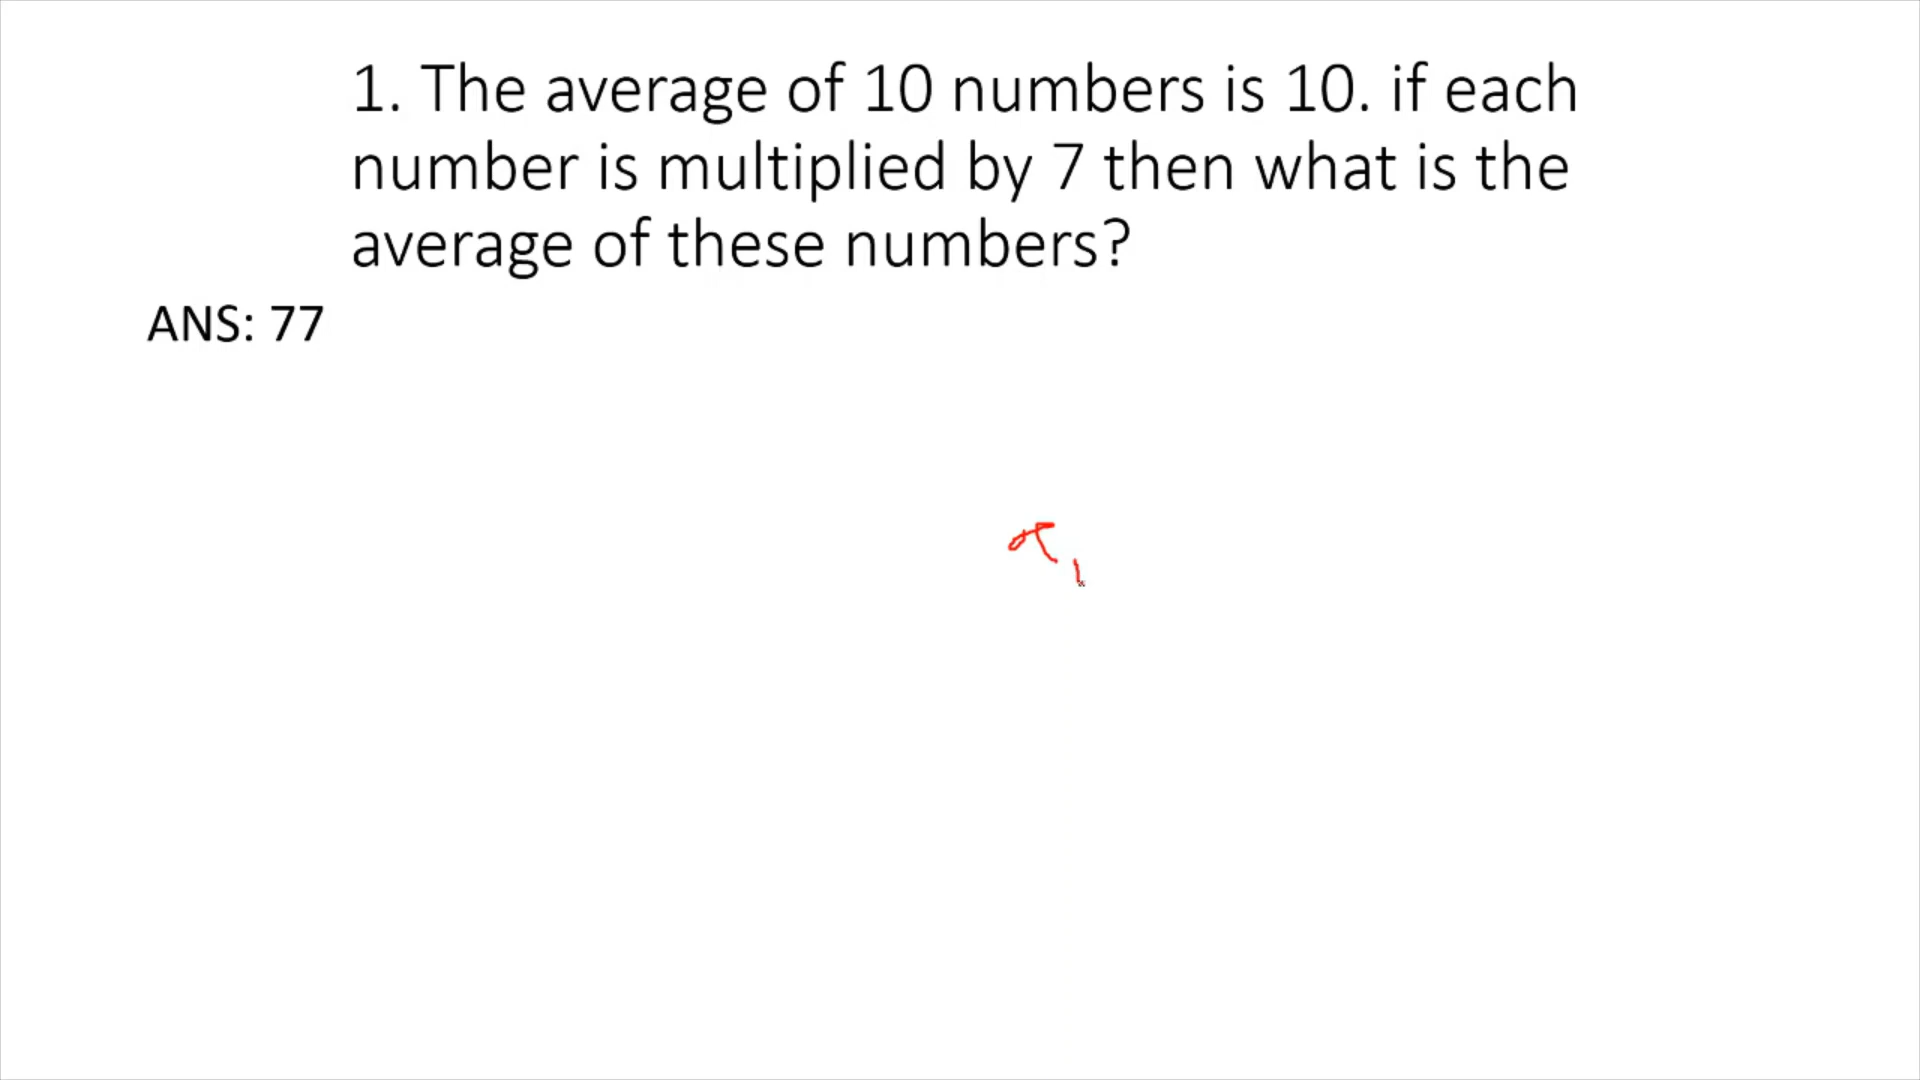 1. The average of 10 numbers is 10. if each
number is multiplied by 7 then what is the
average of these numbers?
ANS: 77